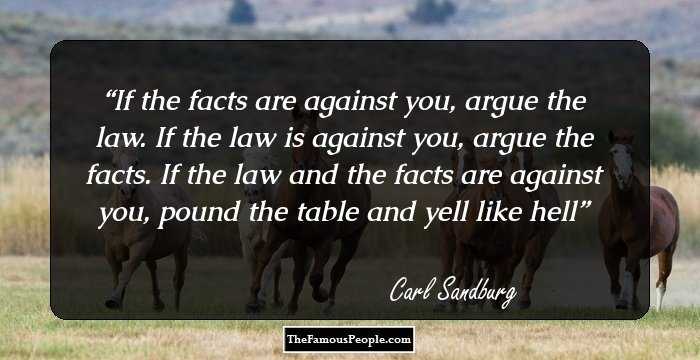 “If the facts are against you, argue the
law. If the law is against you, argue the
facts. If the law and the facts are against
you, pound the table and yell like hell”
Carl Sandburg
TheFamousPeople.com